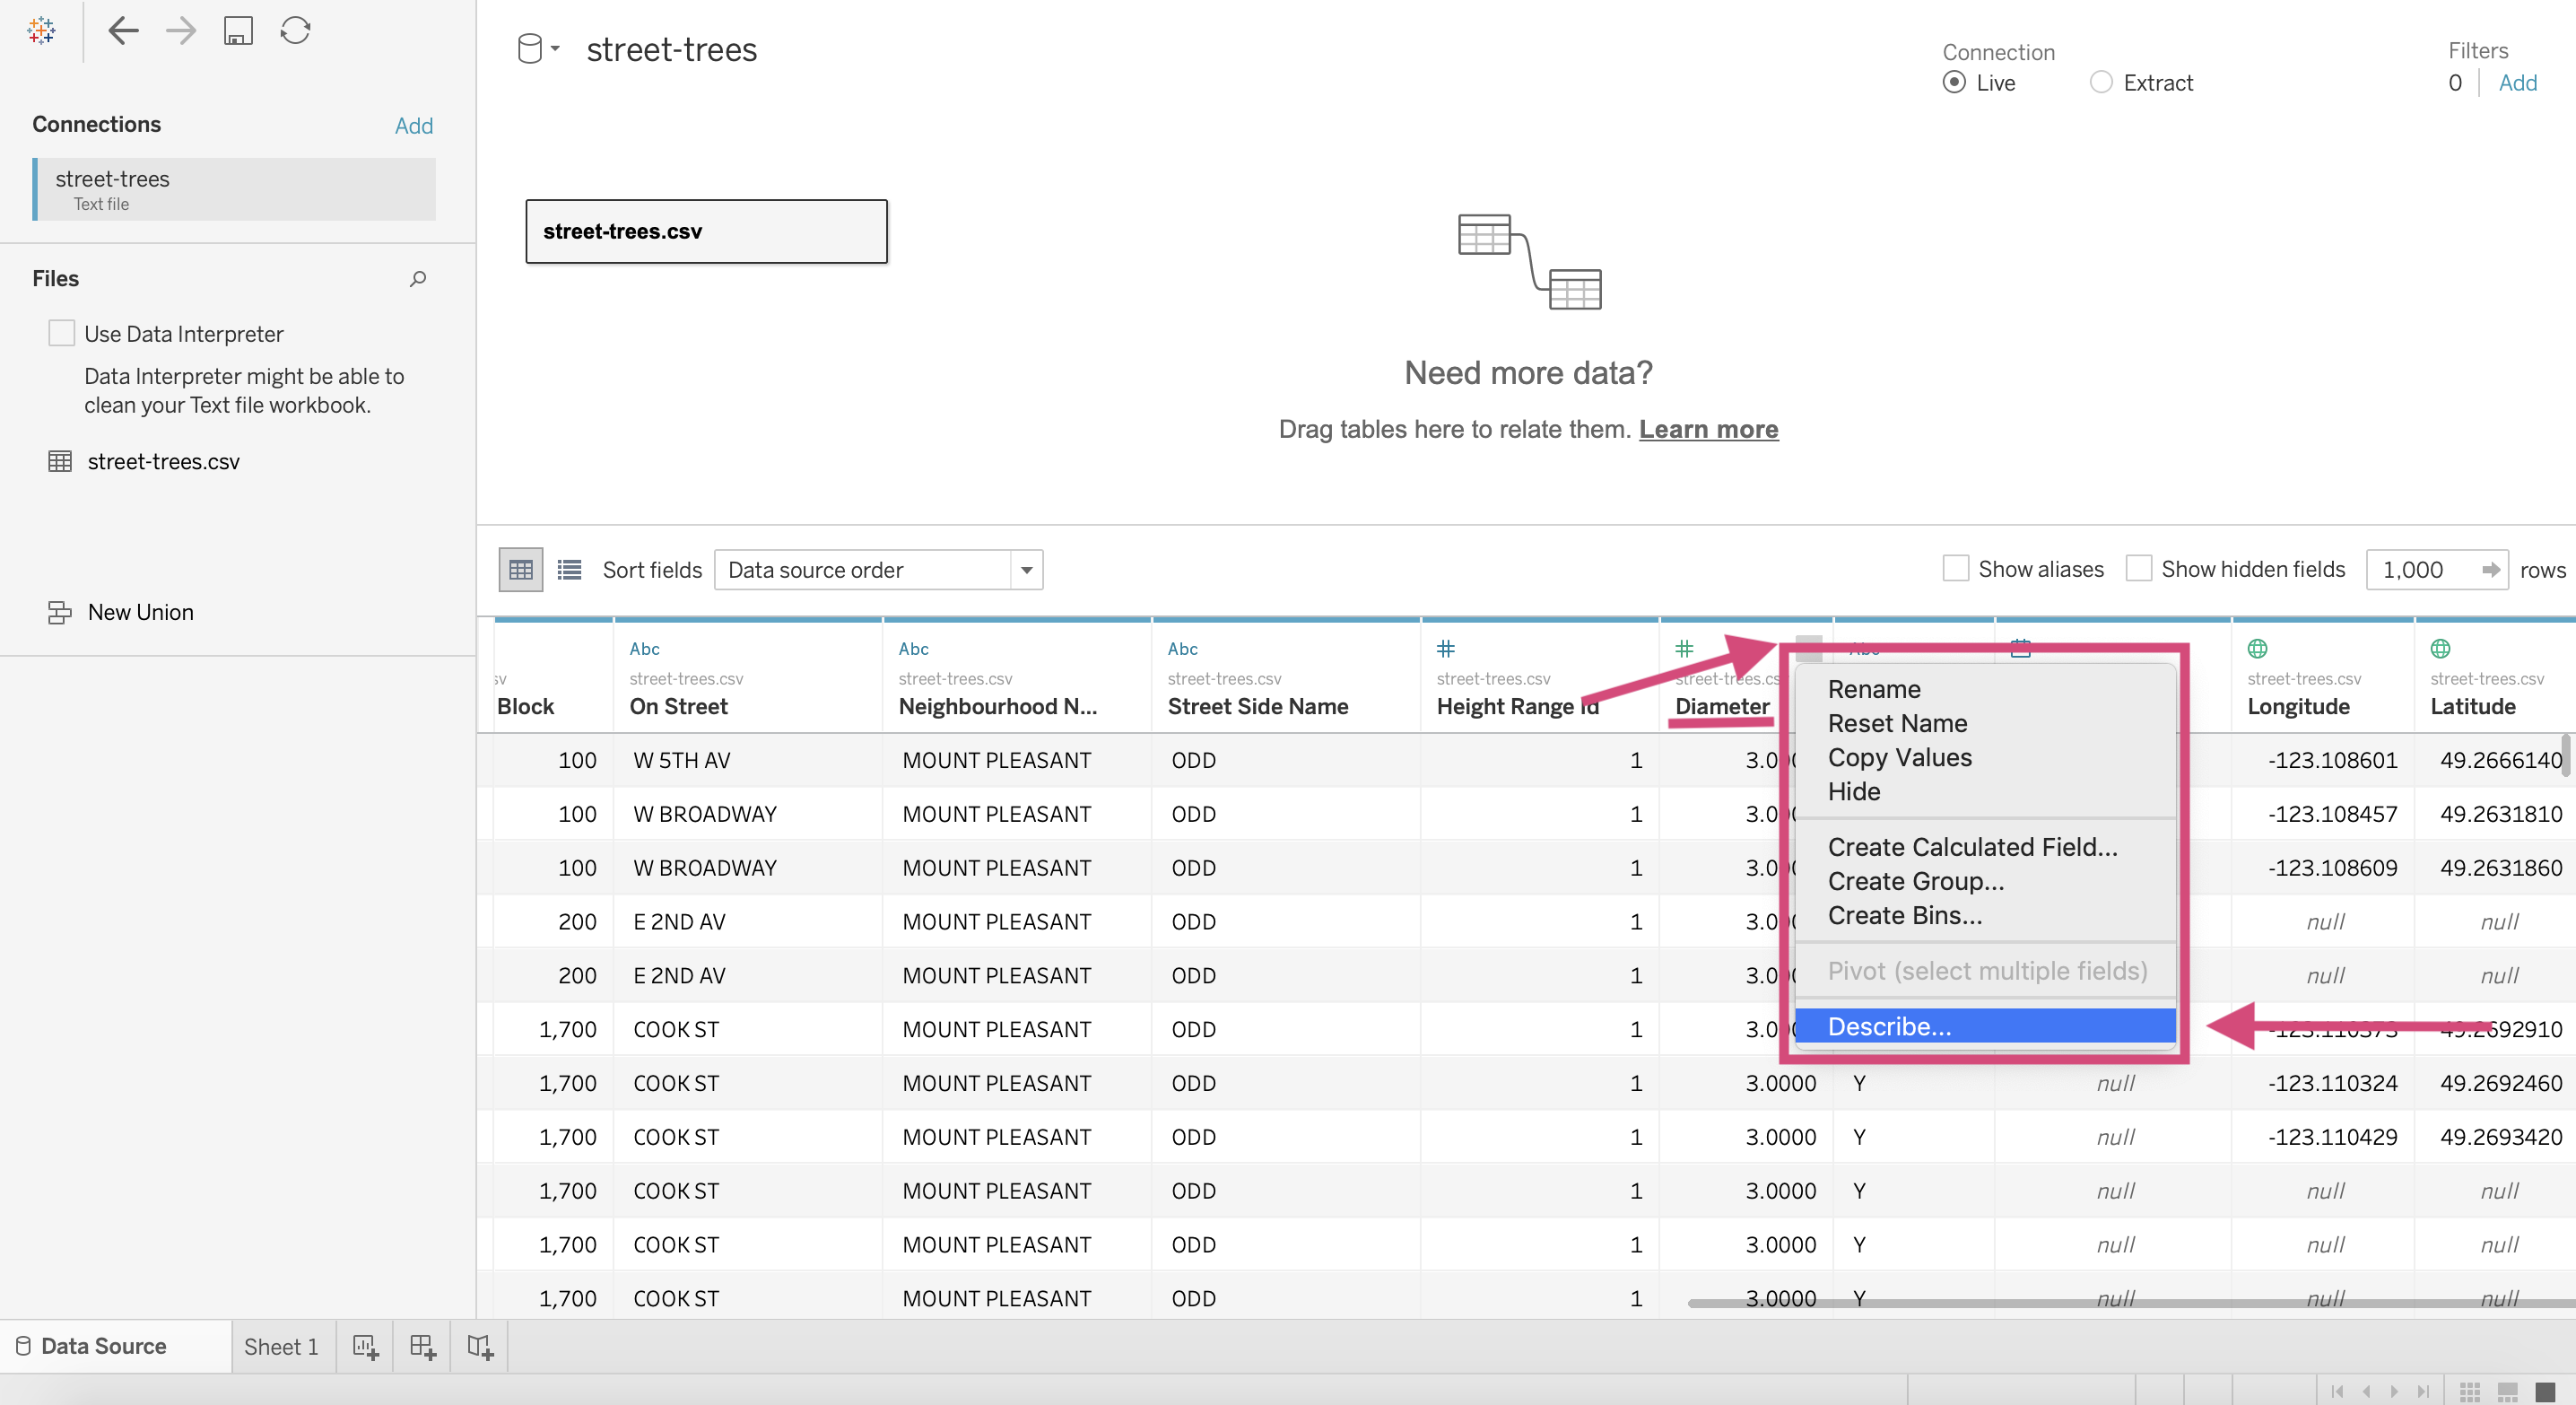 street-trees
Connection
Live
Extract
Filters
0
Add
Connections
Add
street-trees
Text file
street-trees.csv
Files
Use Data Interpreter
Data Interpreter might be able to
clean your Text file workbook.
street-trees.csv
New Union
Need more data?
Drag tables here to relate them. Learn more
Sort fields
Data source order
Show aliases
Show hidden fields
1,000
rows
Abc
Abc
Abc
#
#
Abc
sv
street-trees.csv
street-trees.csv
street-trees.csv
street-trees.csv
street-trees.cs
street-trees.csv
street-trees.csv
Block
On Street
Neighbourhood N...
Street Side Name
Height Range Id
Diameter
Longitude
Latitude
Rename
Reset Name
Copy Values
Hide
Create Calculated Field...
Create Group...
Create Bins...
Pivot (select multiple fields)
Describe...
100 W 5TH AV MOUNT PLEASANT ODD 1 3.00 -123.108601 49.2666140
100 W BROADWAY MOUNT PLEASANT ODD 1 3.00 -123.108457 49.2631810
100 W BROADWAY MOUNT PLEASANT ODD 1 3.00 -123.108609 49.2631860
200 E 2ND AV MOUNT PLEASANT ODD 1 3.00 null null
200 E 2ND AV MOUNT PLEASANT ODD 1 3.00 null null
1,700 COOK ST MOUNT PLEASANT ODD 1 3.00 -123.110373 49.2692910
1,700 COOK ST MOUNT PLEASANT ODD 1 3.0000 Y null -123.110324 49.2692460
1,700 COOK ST MOUNT PLEASANT ODD 1 3.0000 Y null -123.110429 49.2693420
1,700 COOK ST MOUNT PLEASANT ODD 1 3.0000 Y null null null
1,700 COOK ST MOUNT PLEASANT ODD 1 3.0000 Y null null null
1,700 COOK ST MOUNT PLEASANT ODD 1 3.0000 Y null null null
Data Source
Sheet 1